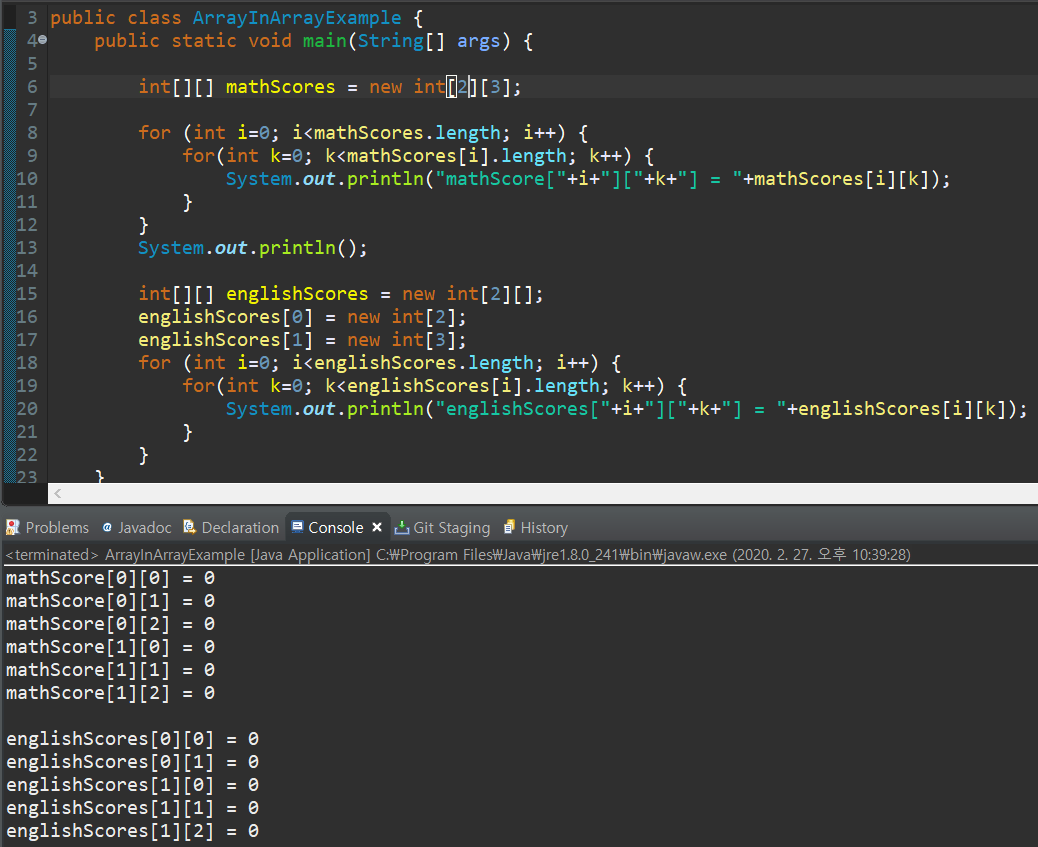 3 public class ArrayInArrayExample {
4 public static void main(String[] args) {
5
6 int[][] mathScores = new int[2][3];
7
8 for (int i=0; i<mathScores.length; i++) {
9 for(int k=0; k<mathScores[i].length; k++) {
10 System.out.println("mathScore["+i+"]["+k+"] = "+mathScores[i][k]);
11 }
12 }
13 System.out.println();
14
15 int[][] englishScores = new int[2][];
16 englishScores[0] = new int[2];
17 englishScores[1] = new int[3];
18 for (int i=0; i<englishScores.length; i++) {
19 for(int k=0; k<englishScores[i].length; k++) {
20 System.out.println("englishScores["+i+"]["+k+"] = "+englishScores[i][k]);
21 }
22 }
23 }
Problems Javadoc Declaration Console Git Staging History
<terminated> ArrayInArrayExample [Java Application] C:₩Program Files₩Java₩jre1.8.0_241₩bin₩javaw.exe (2020. 2. 27. 오후 10:39:28)
mathScore[0][0] = 0
mathScore[0][1] = 0
mathScore[0][2] = 0
mathScore[1][0] = 0
mathScore[1][1] = 0
mathScore[1][2] = 0

englishScores[0][0] = 0
englishScores[0][1] = 0
englishScores[1][0] = 0
englishScores[1][1] = 0
englishScores[1][2] = 0